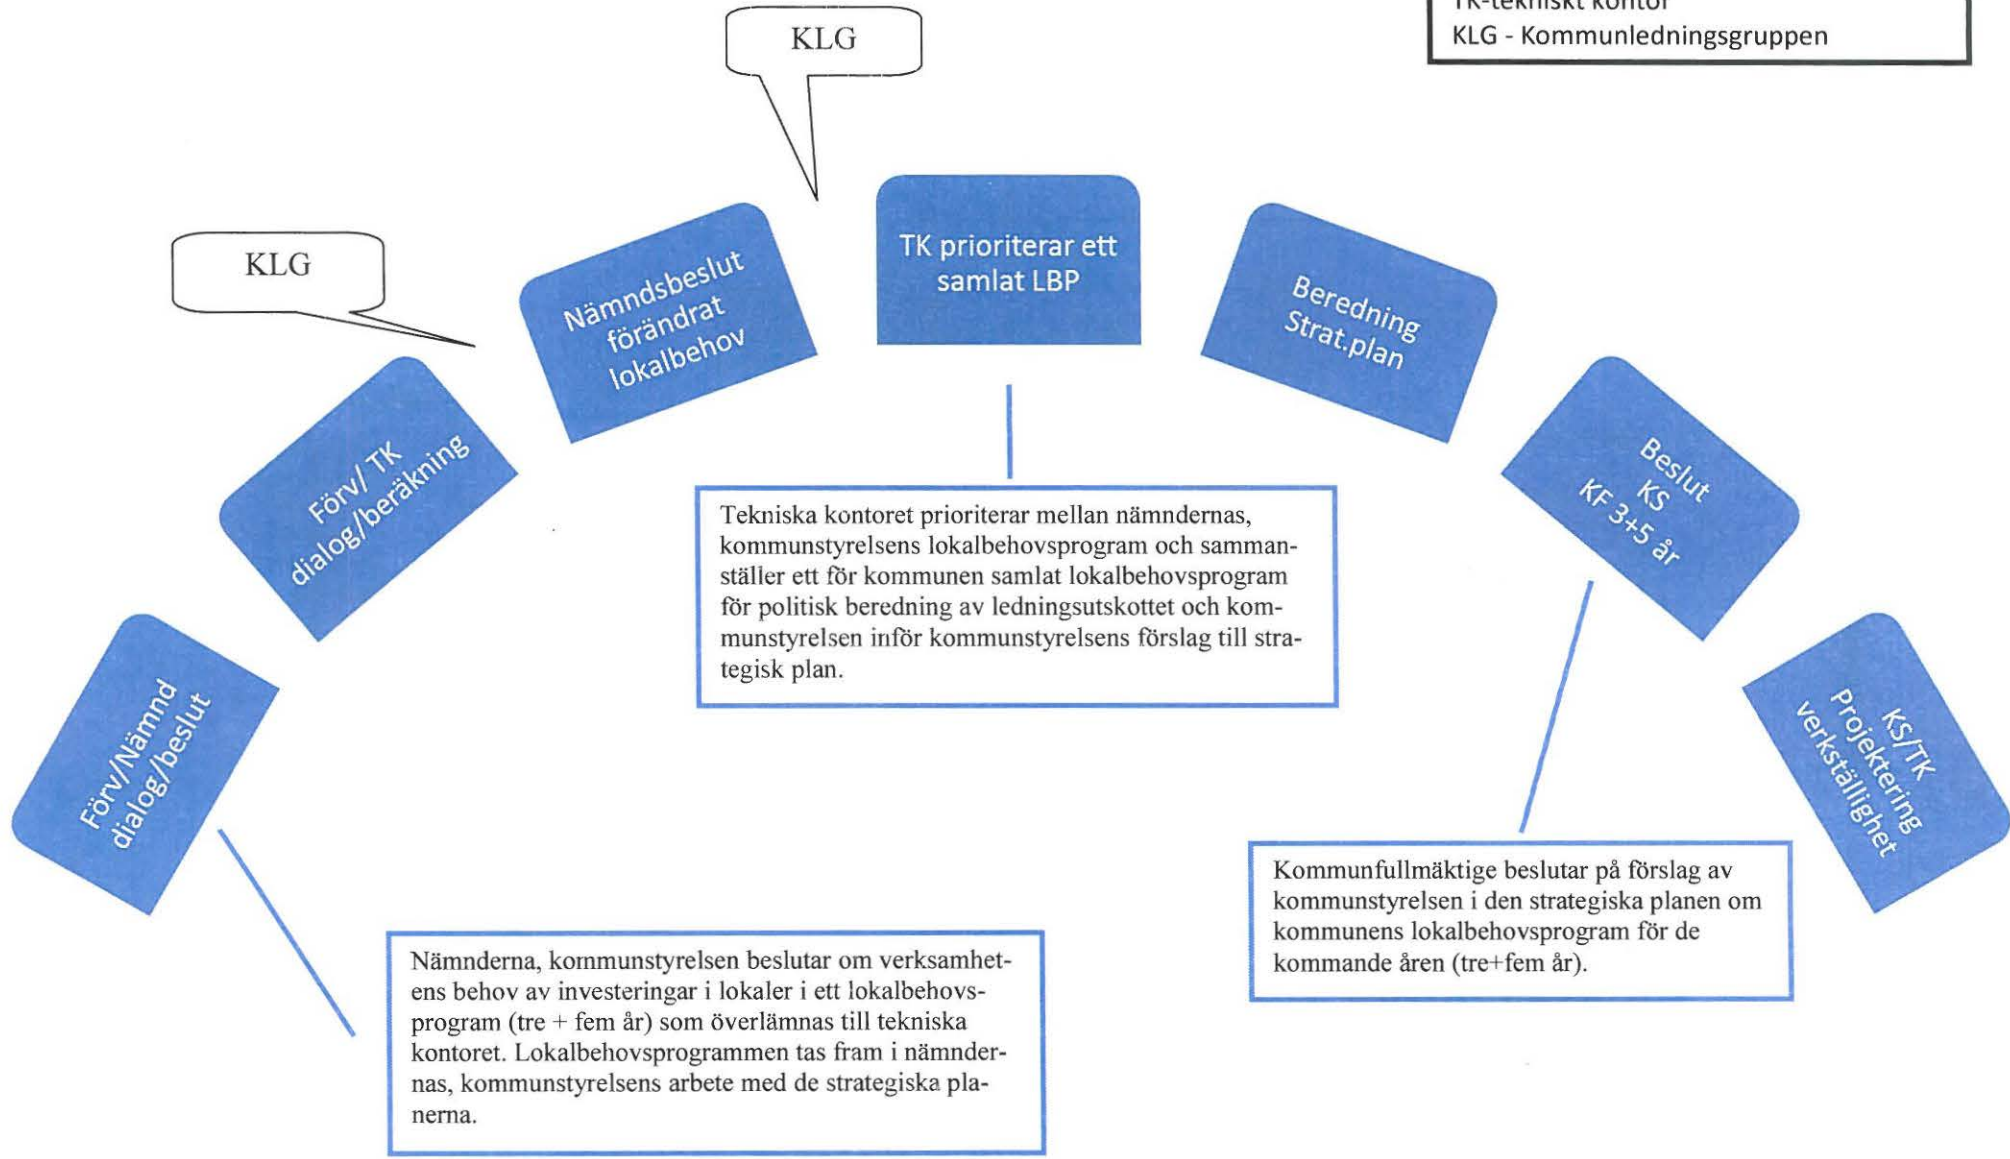 TK-tekniskt kontor
KLG - Kommunledningsgruppen
KLG
KLG
Förv/Nämnd
dialog/beslut
Förv/ TK
dialog/beräkning
Nämndsbeslut
förändrat
lokalbehov
TK prioriterar ett
samlat LBP
Beredning
Strat.plan
Beslut
KS
KF 3+5 år
KS/TK
Projektering
verkställighet
Tekniska kontoret prioriterar mellan nämndernas,
kommunstyrelsens lokalbehovsprogram och samman-
ställer ett för kommunen samlat lokalbehovsprogram
för politisk beredning av ledningsutskottet och kom-
munstyrelsen inför kommunstyrelsens förslag till stra-
tegisk plan.
Kommunfullmäktige beslutar på förslag av
kommunstyrelsen i den strategiska planen om
kommunens lokalbehovsprogram för de
kommande åren (tre+fem år).
Nämnderna, kommunstyrelsen beslutar om verksamhet-
ens behov av investeringar i lokaler i ett lokalbehovs-
program (tre + fem år) som överlämnas till tekniska
kontoret. Lokalbehovsprogrammen tas fram i nämnder-
nas, kommunstyrelsens arbete med de strategiska pla-
nerna.